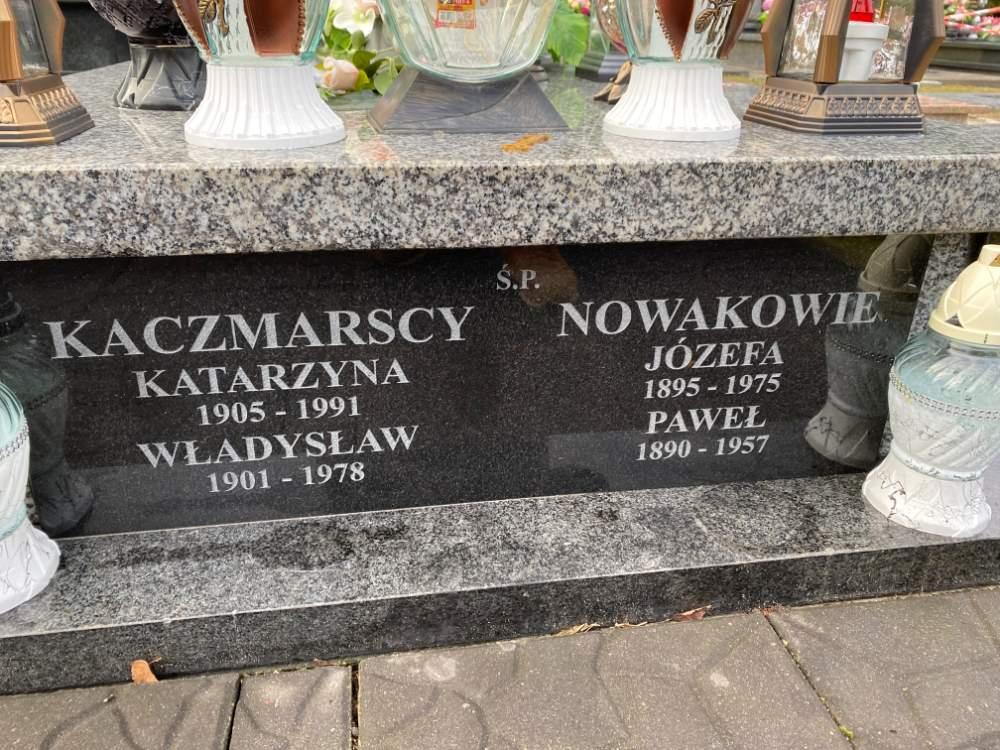 Ś.P.
KACZMARSCY
KATARZYNA
1905 - 1991
WŁADYSŁAW
1901 - 1978
NOWAKOWIE
JÓZEFA
1895 - 1975
PAWEŁ
1890 - 1957